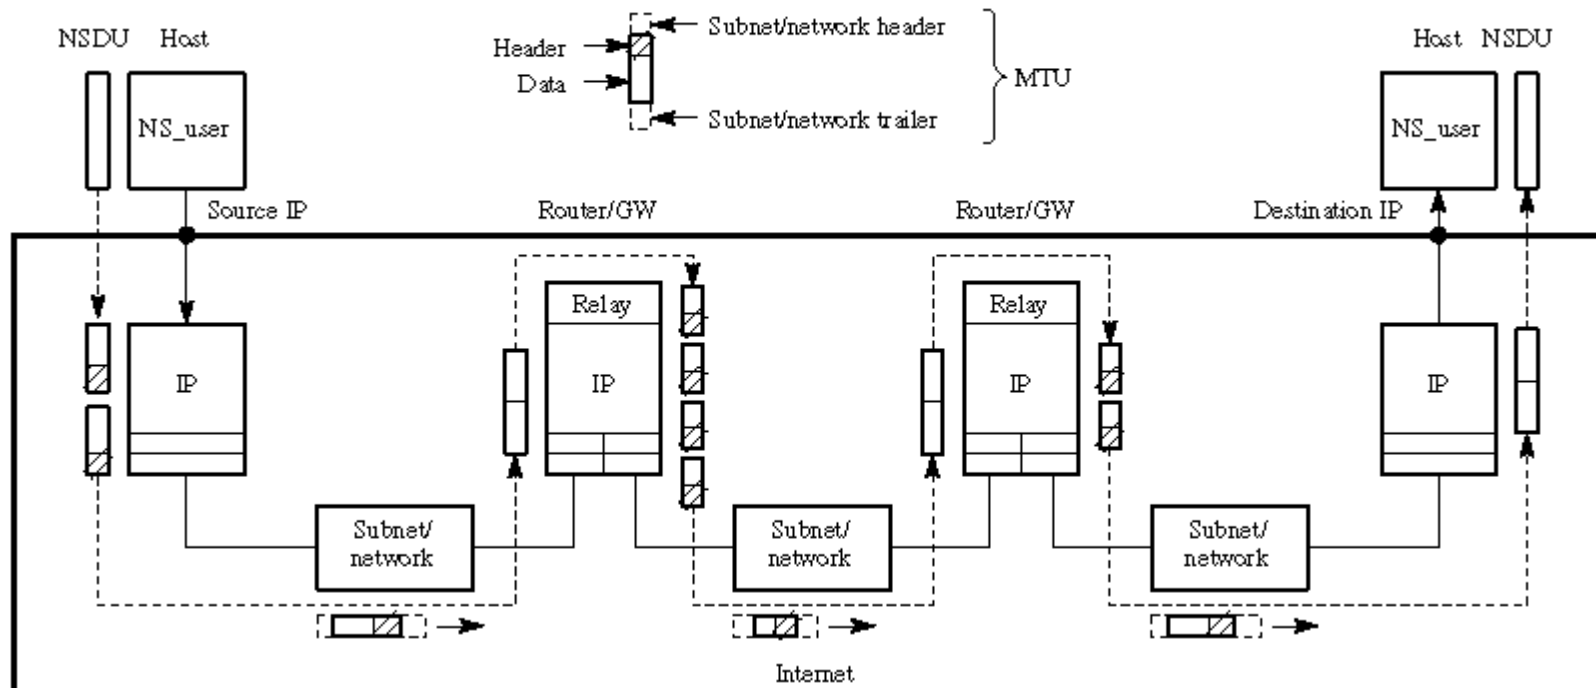 NSDU
Host
Subnet/network header
Header
Data
MTU
Subnet/network trailer
Host
NSDU
NS_user
NS_user
Source IP
Router/GW
Router/GW
Destination IP
Relay
Relay
IP
IP
IP
IP
Subnet/
network
Subnet/
network
Subnet/
network
Internet